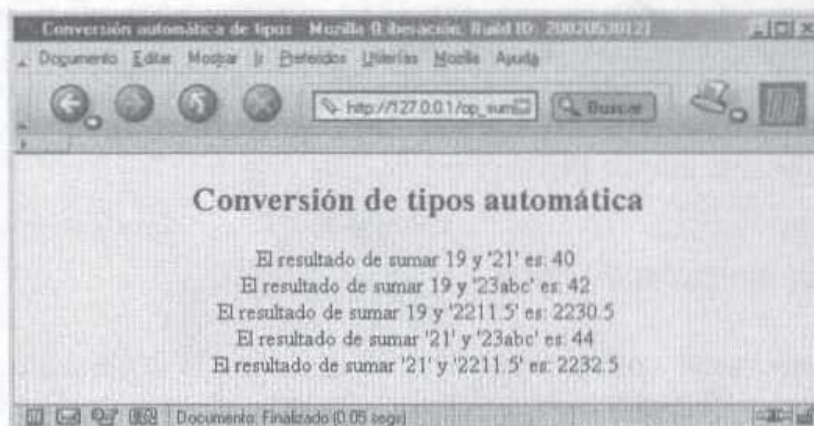 Conversión automática de tipos - Mozilla {Liberación, Build ID: 2002053012}
Documento Editar Mostrar Ir Preferidos Utilerías Mozilla Ayuda
http://127.0.0.1/op_sum
Buscar
Conversión de tipos automática
El resultado de sumar 19 y '21' es: 40
El resultado de sumar 19 y '23abc' es: 42
El resultado de sumar 19 y '2211.5' es: 2230.5
El resultado de sumar '21' y '23abc' es: 44
El resultado de sumar '21' y '2211.5' es: 2232.5
Documento: Finalizado (0.05 segs)